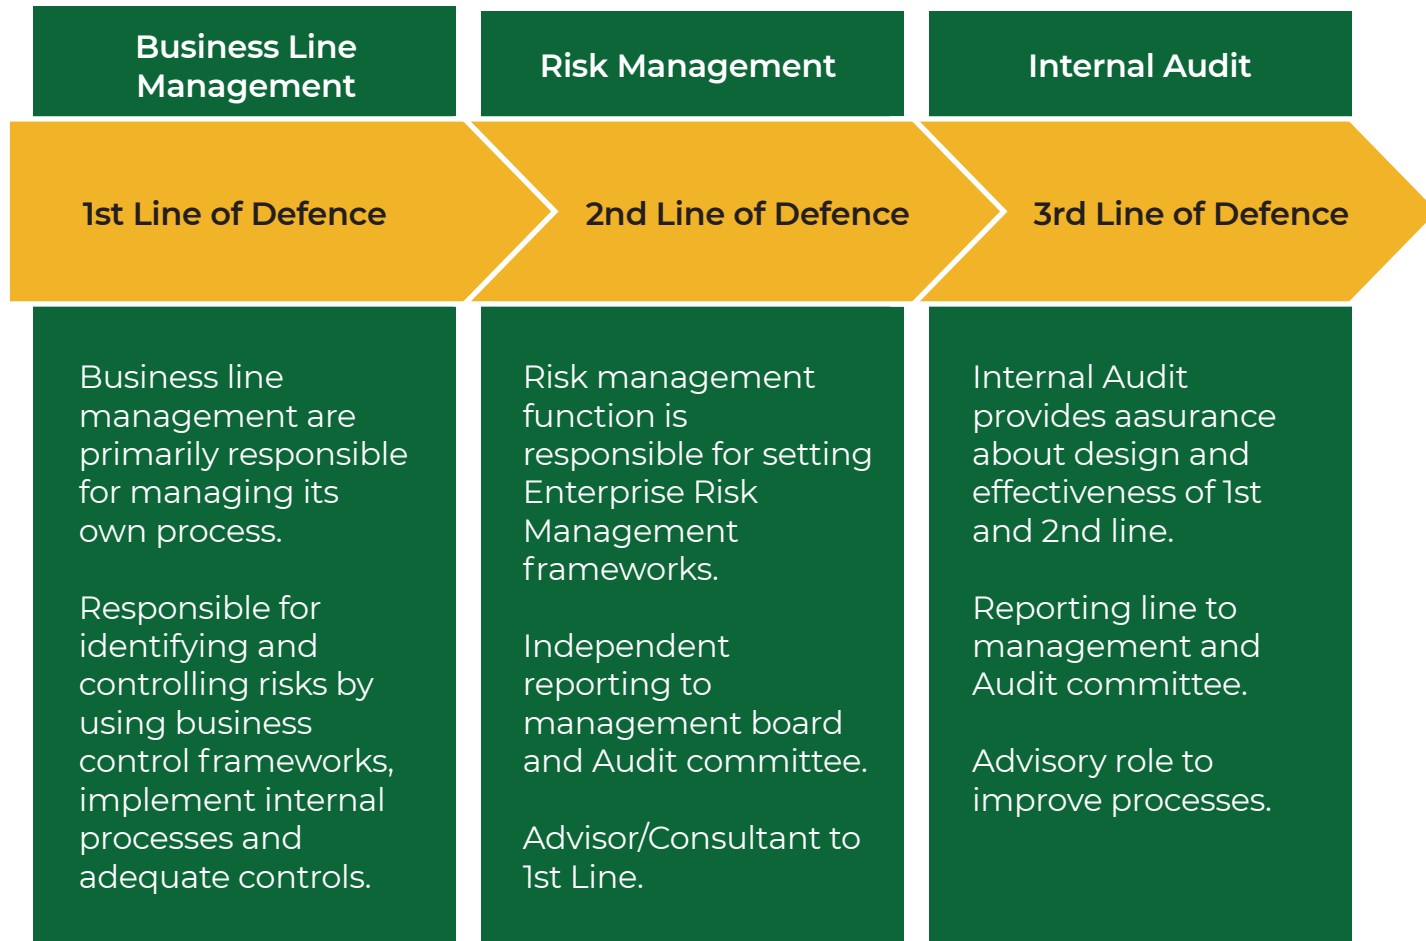 Business Line
Management
Risk Management
Internal Audit
1st Line of Defence
2nd Line of Defence
3rd Line of Defence
Business line
management are
primarily responsible
for managing its
own process.
Responsible for
identifying and
controlling risks by
using business
control frameworks,
implement internal
processes and
adequate controls.
Risk management
function is
responsible for setting
Enterprise Risk
Management
frameworks.
Independent
reporting to
management board
and Audit committee.
Advisor/Consultant to
1st Line.
Internal Audit
provides aasurance
about design and
effectiveness of 1st
and 2nd line.
Reporting line to
management and
Audit committee.
Advisory role to
improve processes.